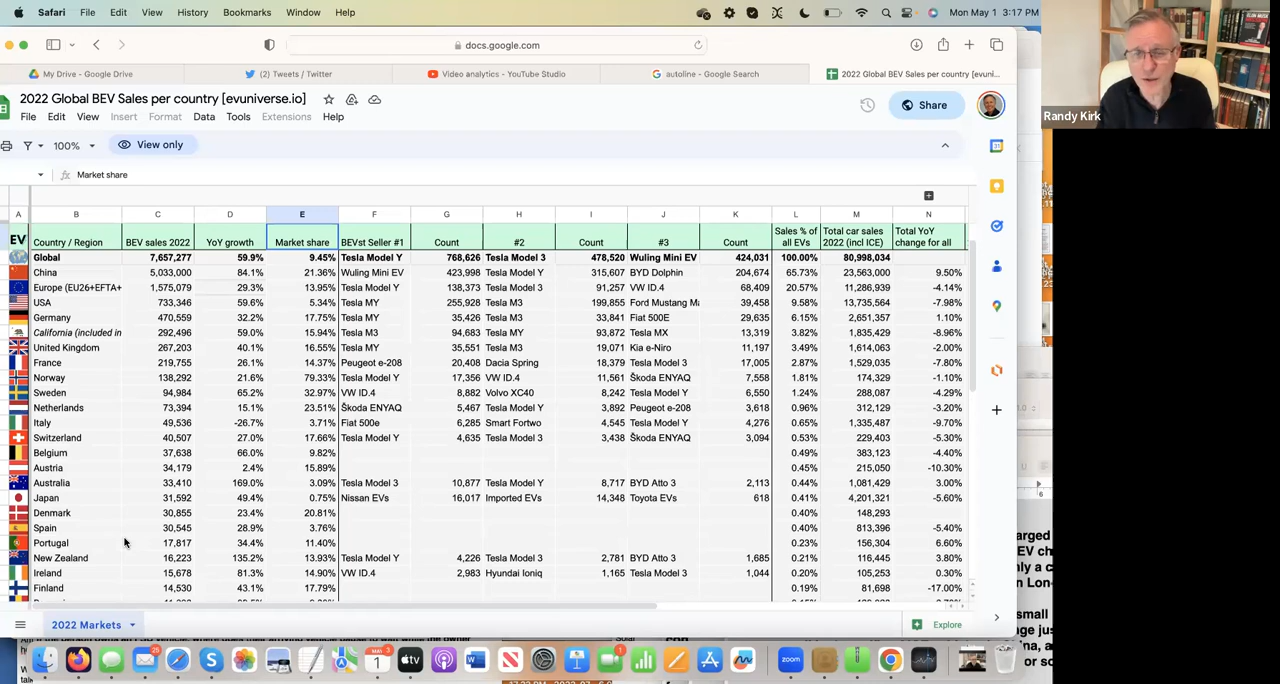 Safari File Edit View History Bookmarks Window Help Mon May 1 3:17 PM
docs.google.com
My Drive - Google Drive (2) Tweets / Twitter Video analytics - YouTube Studio autoline - Google Search 2022 Global BEV Sales per country [evuni...
2022 Global BEV Sales per country [evuniverse.io]
File Edit View Insert Format Data Tools Extensions Help
Share
Randy Kirk
100% View only
fx Market share
A B C D E F G H I J K L M N
EV Country / Region BEV sales 2022 YoY growth Market share BEVst Seller #1 Count #2 Count #3 Count Sales % of all EVs Total car sales 2022 (incl ICE) Total YoY change for all
Global 7,657,277 59.9% 9.45% Tesla Model Y 768,626 Tesla Model 3 478,520 Wuling Mini EV 424,031 100.00% 80,998,034
China 5,033,000 84.1% 21.36% Wuling Mini EV 423,998 Tesla Model Y 315,607 BYD Dolphin 204,674 65.73% 23,563,000 9.50%
Europe (EU26+EFTA+ 1,575,079 29.3% 13.95% Tesla Model Y 138,373 Tesla Model 3 91,257 VW ID.4 68,409 20.57% 11,286,939 -4.14%
USA 733,346 59.6% 5.34% Tesla MY 255,928 Tesla M3 199,855 Ford Mustang Ma 39,458 9.58% 13,735,564 -7.98%
Germany 470,559 32.2% 17.75% Tesla MY 35,426 Tesla M3 33,841 Fiat 500E 29,635 6.15% 2,651,357 1.10%
California (included in 292,496 59.0% 15.94% Tesla M3 94,683 Tesla MY 93,872 Tesla MX 13,319 3.82% 1,835,429 -8.96%
United Kingdom 267,203 40.1% 16.55% Tesla MY 35,551 Tesla M3 19,071 Kia e-Niro 11,197 3.49% 1,614,063 -2.00%
France 219,755 26.1% 14.37% Peugeot e-208 20,408 Dacia Spring 18,379 Tesla Model 3 17,005 2.87% 1,529,035 -7.80%
Norway 138,292 21.6% 79.33% Tesla Model Y 17,356 VW ID.4 11,561 Škoda ENYAQ 7,558 1.81% 174,329 -1.10%
Sweden 94,984 65.2% 32.97% VW ID.4 8,882 Volvo XC40 8,242 Tesla Model Y 6,550 1.24% 288,087 -4.29%
Netherlands 73,394 15.1% 23.51% Škoda ENYAQ 5,467 Tesla Model Y 3,892 Peugeot e-208 3,618 0.96% 312,129 -3.20%
Italy 49,536 -26.7% 3.71% Fiat 500e 6,285 Smart Fortwo 4,545 Tesla Model Y 4,276 0.65% 1,335,487 -9.70%
Switzerland 40,507 27.0% 17.66% Tesla Model Y 4,635 Tesla Model 3 3,438 Škoda ENYAQ 3,094 0.53% 229,403 -5.30%
Belgium 37,638 66.0% 9.82% 0.49% 383,123 -4.40%
Austria 34,179 2.4% 15.89% 0.45% 215,050 -10.30%
Australia 33,410 169.0% 3.09% Tesla Model 3 10,877 Tesla Model Y 8,717 BYD Atto 3 2,113 0.44% 1,081,429 3.00%
Japan 31,592 49.4% 0.75% Nissan EVs 16,017 Imported EVs 14,348 Toyota EVs 618 0.41% 4,201,321 -5.60%
Denmark 30,855 23.4% 20.81% 0.40% 148,293
Spain 30,545 28.9% 3.76% 0.40% 813,396 -5.40%
Portugal 17,817 34.4% 11.40% 0.23% 156,304 6.60%
New Zealand 16,223 135.2% 13.93% Tesla Model Y 4,226 Tesla Model 3 2,781 BYD Atto 3 1,685 0.21% 116,445 3.80%
Ireland 15,678 81.3% 14.90% VW ID.4 2,983 Hyundai Ioniq 1,165 Tesla Model 3 1,044 0.20% 105,253 0.30%
Finland 14,530 43.1% 17.79% 0.19% 81,698 -17.00%
2022 Markets Explore